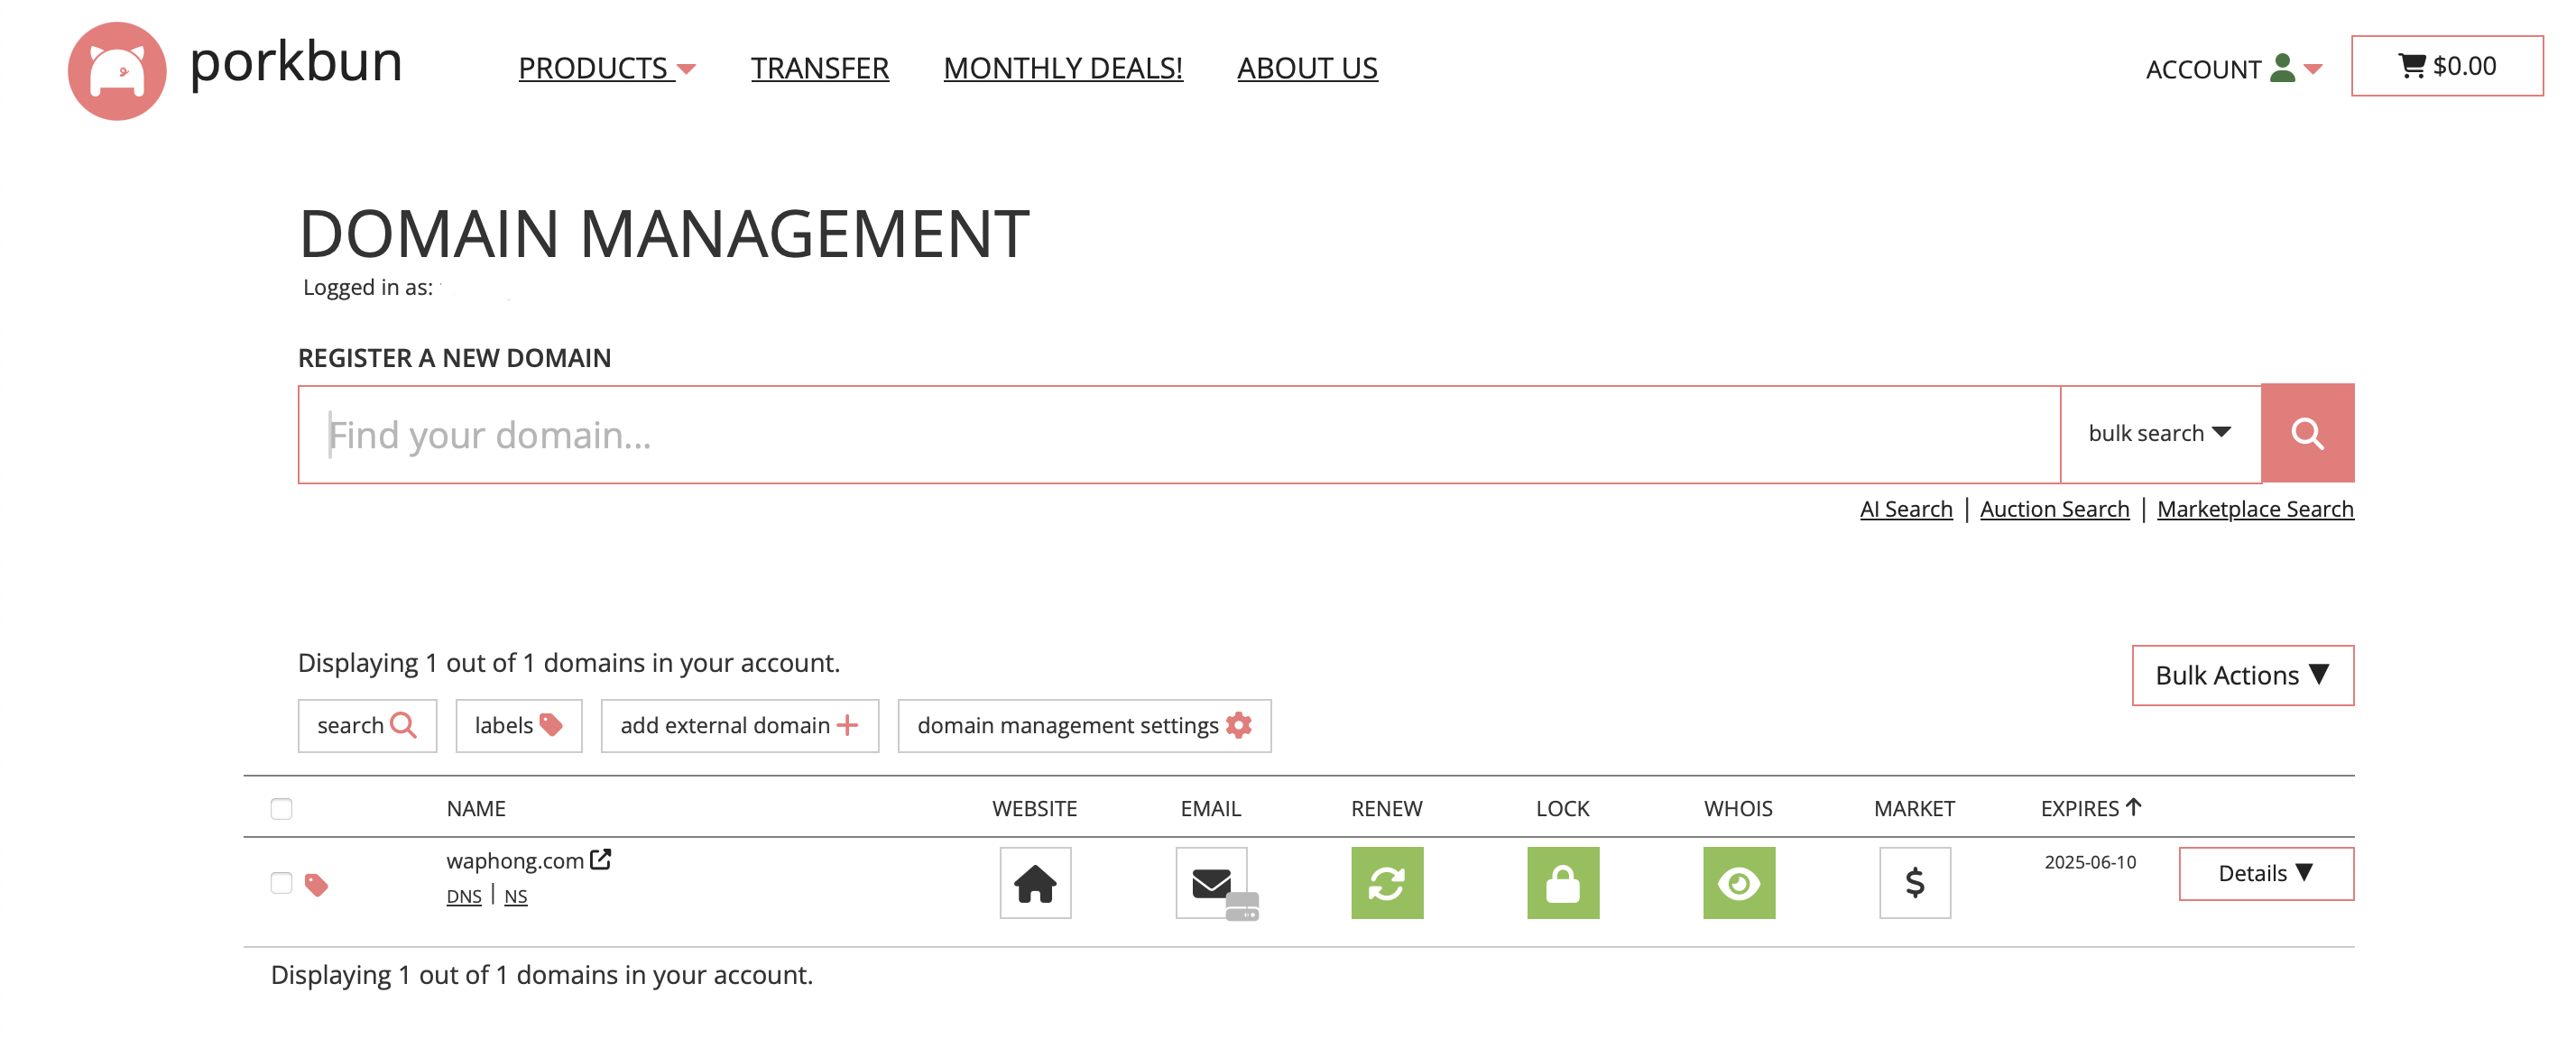 porkbun
PRODUCTS TRANSFER MONTHLY DEALS! ABOUT US
ACCOUNT $0.00
DOMAIN MANAGEMENT
Logged in as:
REGISTER A NEW DOMAIN
Find your domain...
bulk search
AI Search | Auction Search | Marketplace Search
Displaying 1 out of 1 domains in your account.
Bulk Actions ▼
search labels add external domain domain management settings
NAME WEBSITE EMAIL RENEW LOCK WHOIS MARKET EXPIRES
waphong.com $ 2025-06-10 Details ▼
DNS | NS
Displaying 1 out of 1 domains in your account.